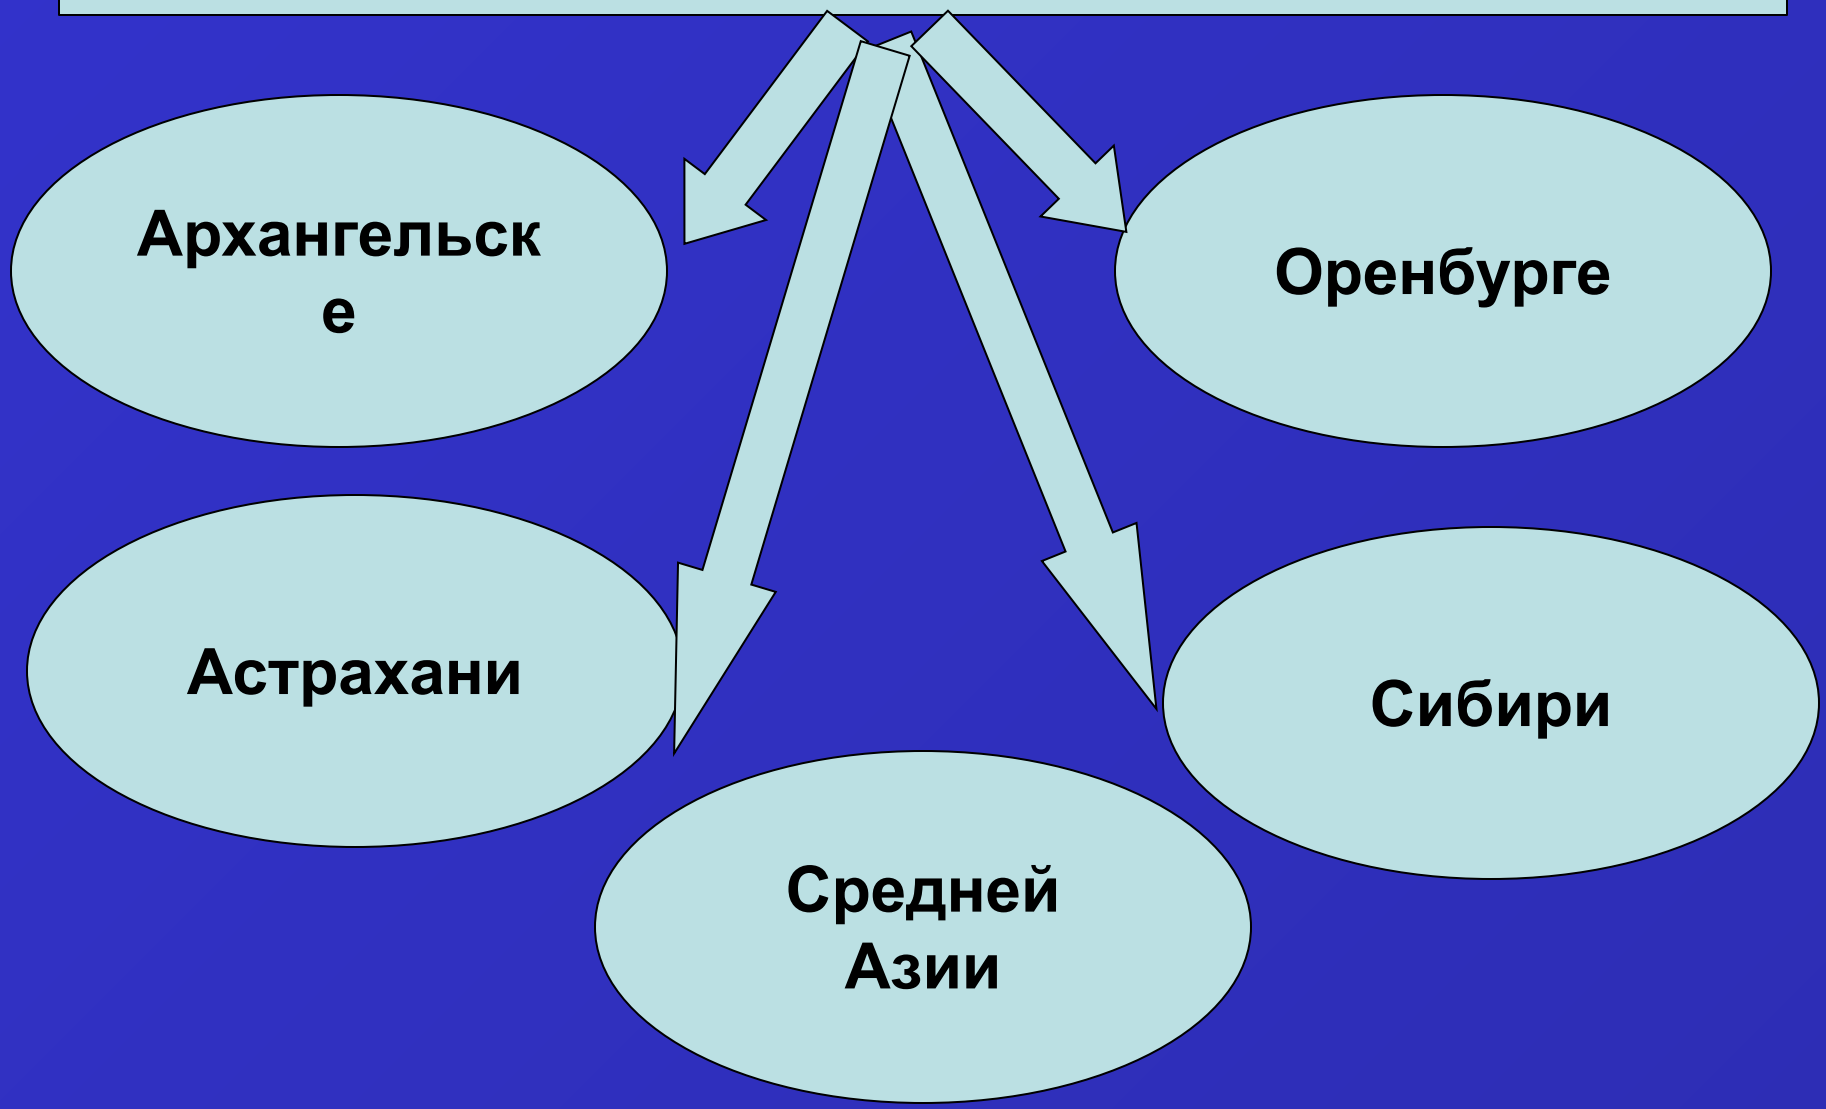 Архангельск
е
Оренбурге
Астрахани
Сибири
Средней
Азии